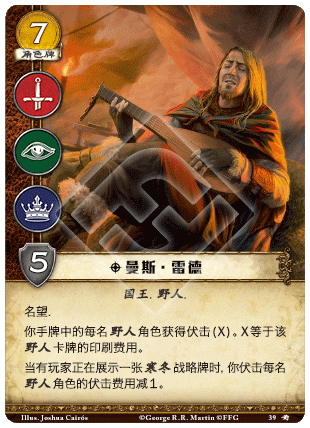 7
角色牌
5
曼斯·雷德
国王. 野人.
名望.
你手牌中的每名野人角色获得伏击(X)。X等于该
野人卡牌的印刷费用。
当有玩家正在展示一张寒冬战略牌时, 你伏击每名
野人角色的伏击费用减1。
Illus. Joshua Cairós ©George R.R. Martin ©FFG 39